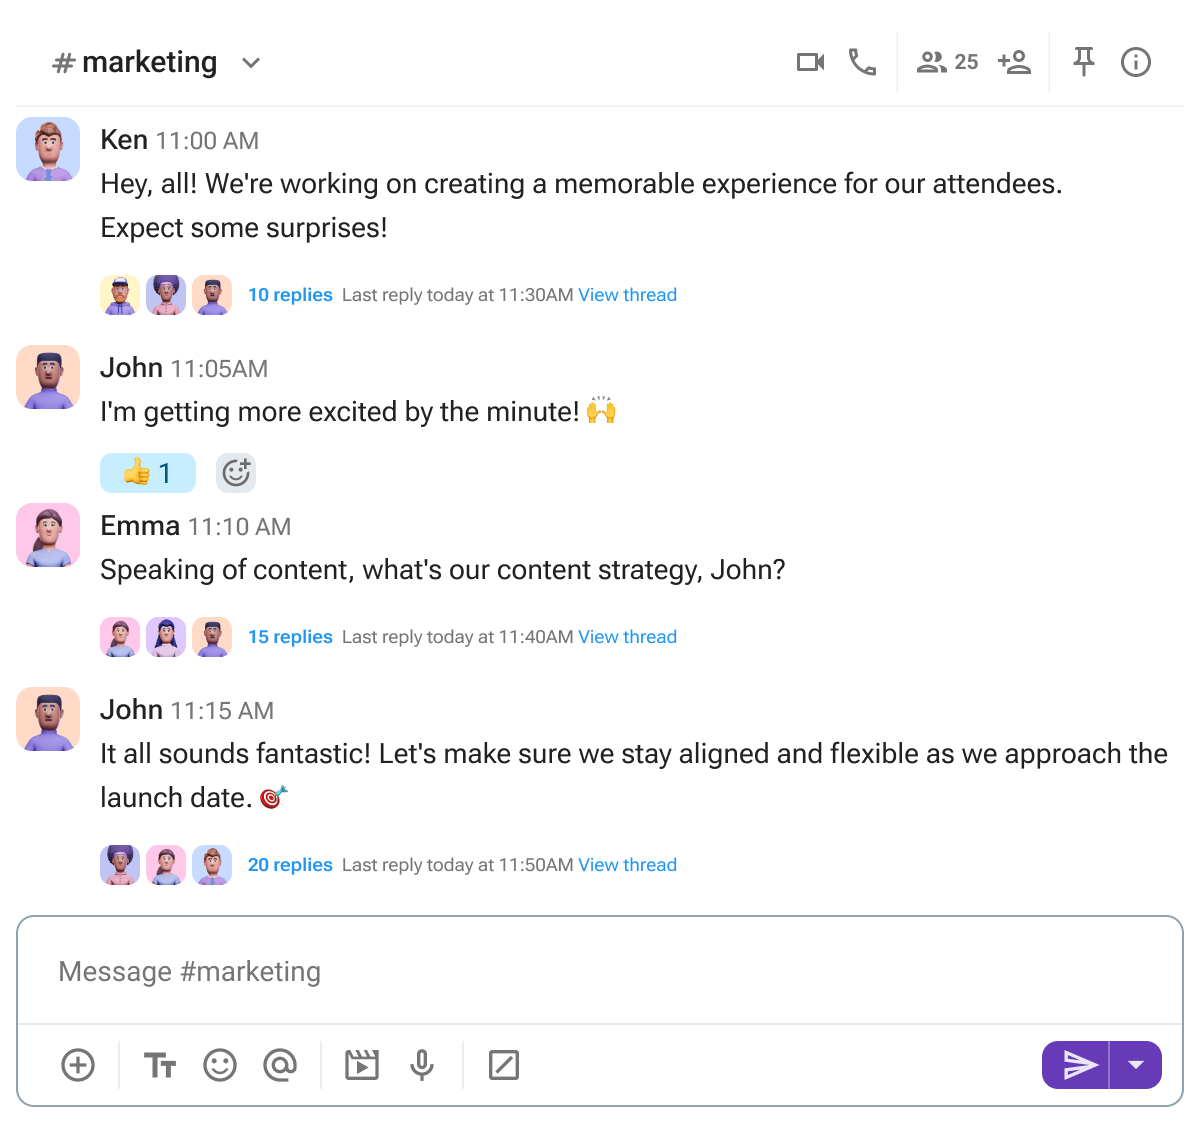 # marketing
25
Ken 11:00 AM
Hey, all! We're working on creating a memorable experience for our attendees.
Expect some surprises!
10 replies Last reply today at 11:30AM View thread
John 11:05AM
I'm getting more excited by the minute! 🙌
👍 1
Emma 11:10 AM
Speaking of content, what's our content strategy, John?
15 replies Last reply today at 11:40AM View thread
John 11:15 AM
It all sounds fantastic! Let's make sure we stay aligned and flexible as we approach the
launch date. 🎯
20 replies Last reply today at 11:50AM View thread
Message #marketing